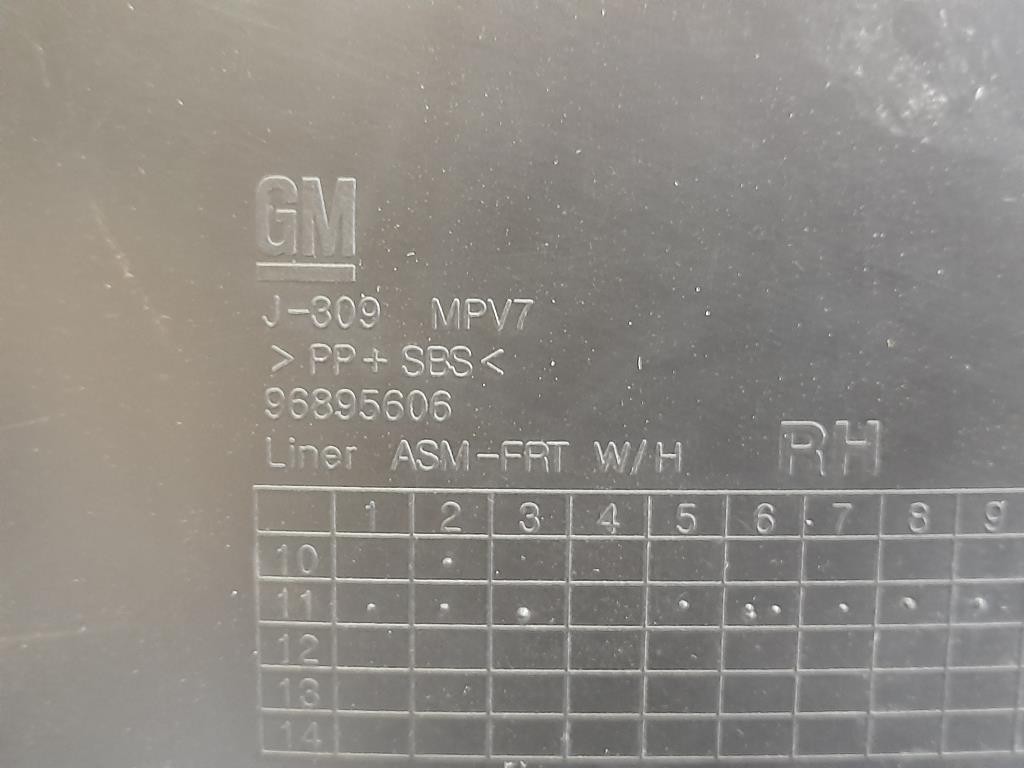 GM
J-309 MPV7
>PP+SBS<
96895606
Liner ASM-FRT W/H RH
1 2 3 4 5 6 7 8 9
10
11
12
13
14